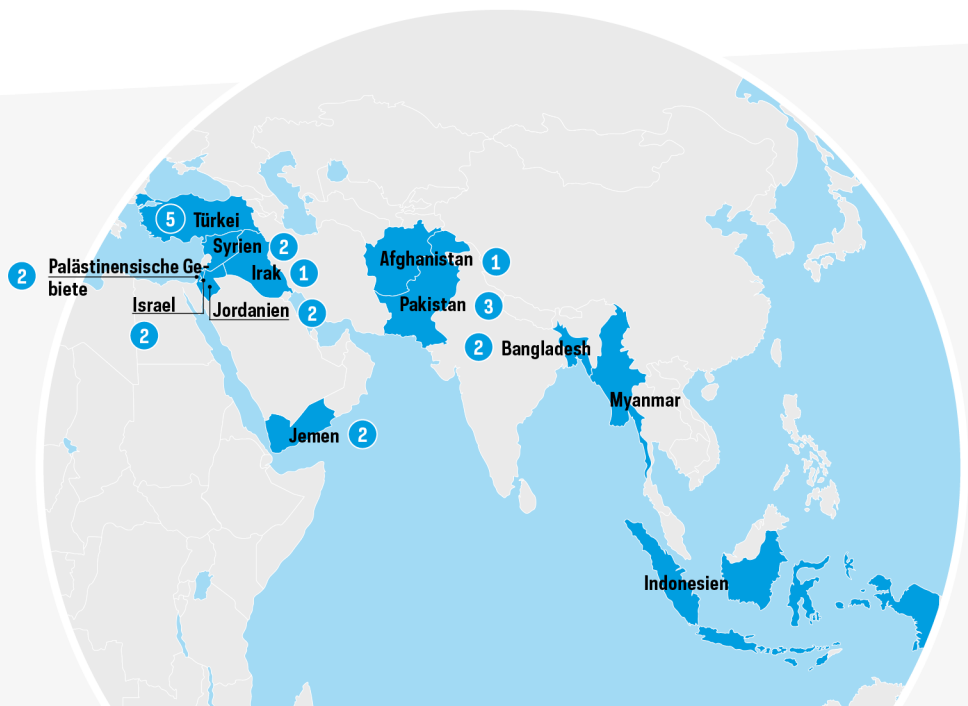 5 Türkei
Syrien 2
2 Palästinensische Ge-
biete
Irak 1
Afghanistan 1
Israel
2
Jordanien 2
Pakistan 3
2 Bangladesh
Myanmar
Jemen 2
Indonesien